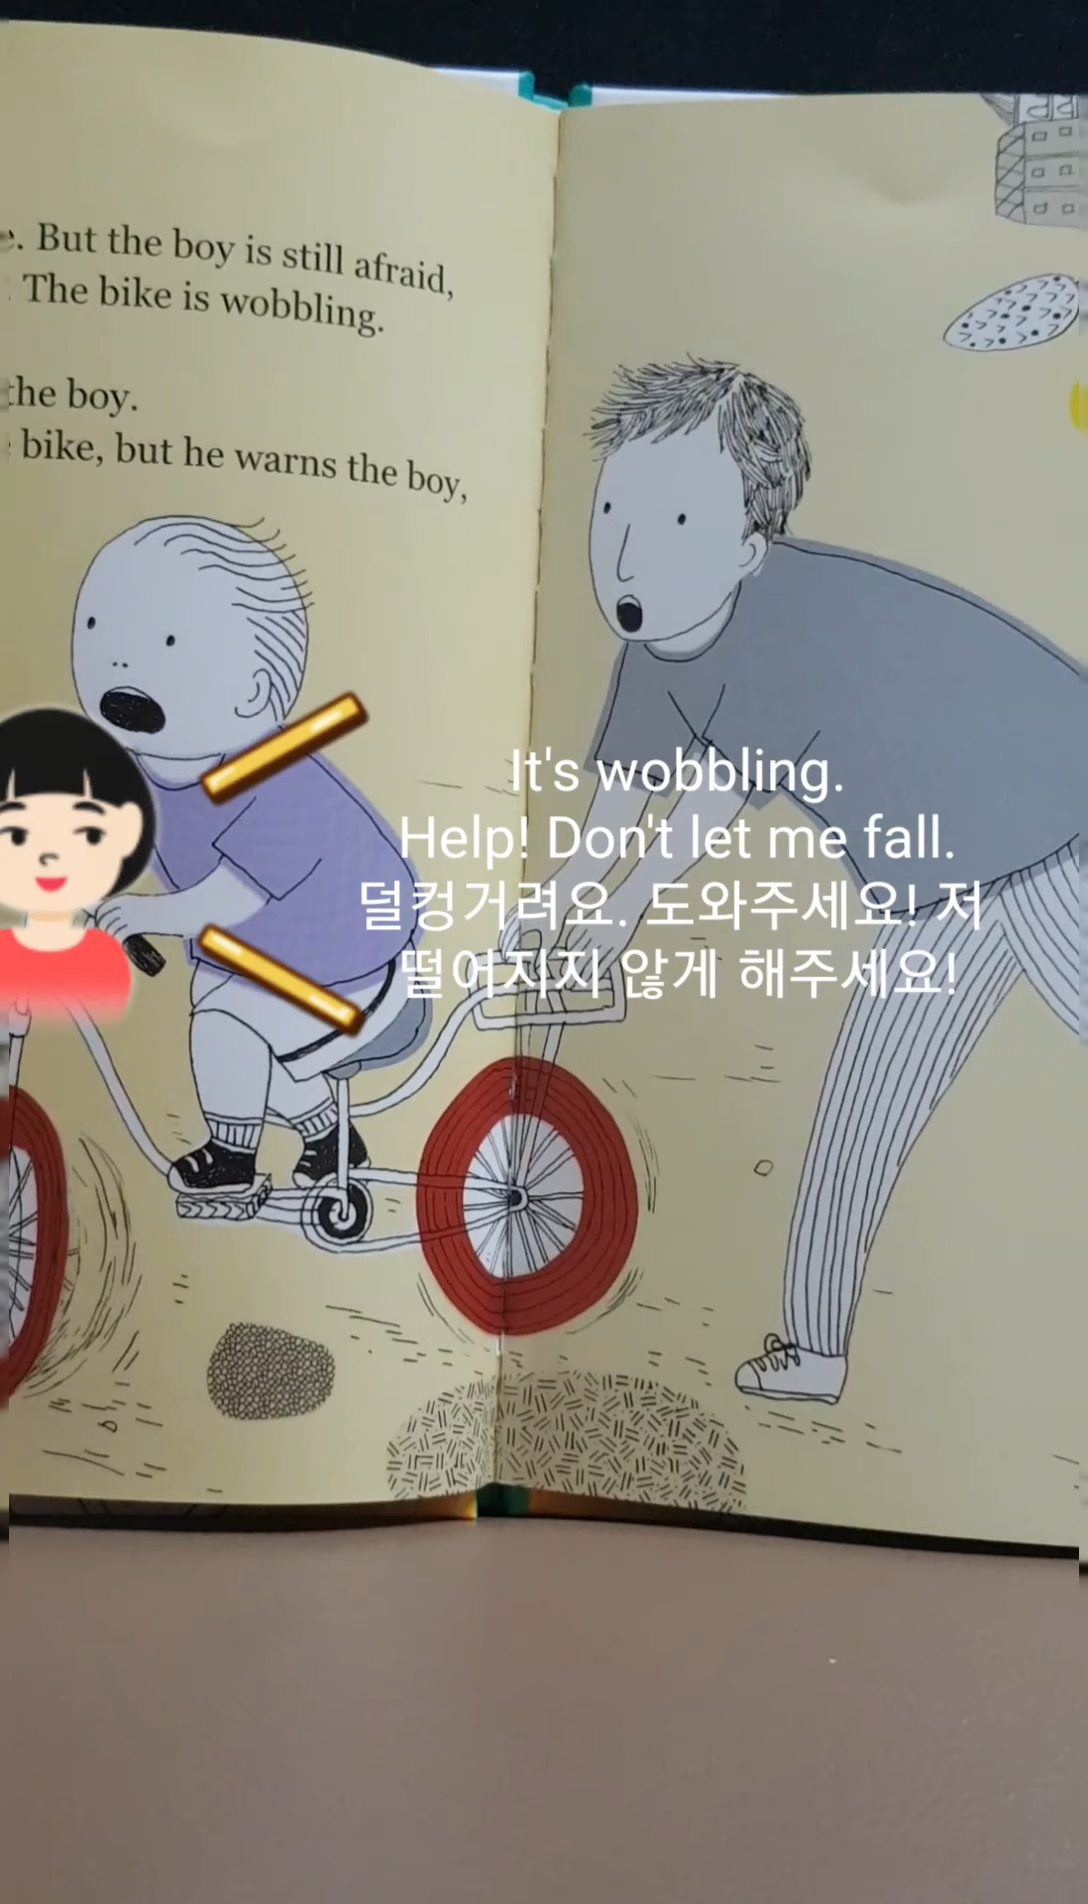 . But the boy is still afraid,
The bike is wobbling.
the boy.
bike, but he warns the boy,
It's wobbling.
Help! Don't let me fall.
덜컹거려요. 도와주세요! 저
떨어지지 않게 해주세요!